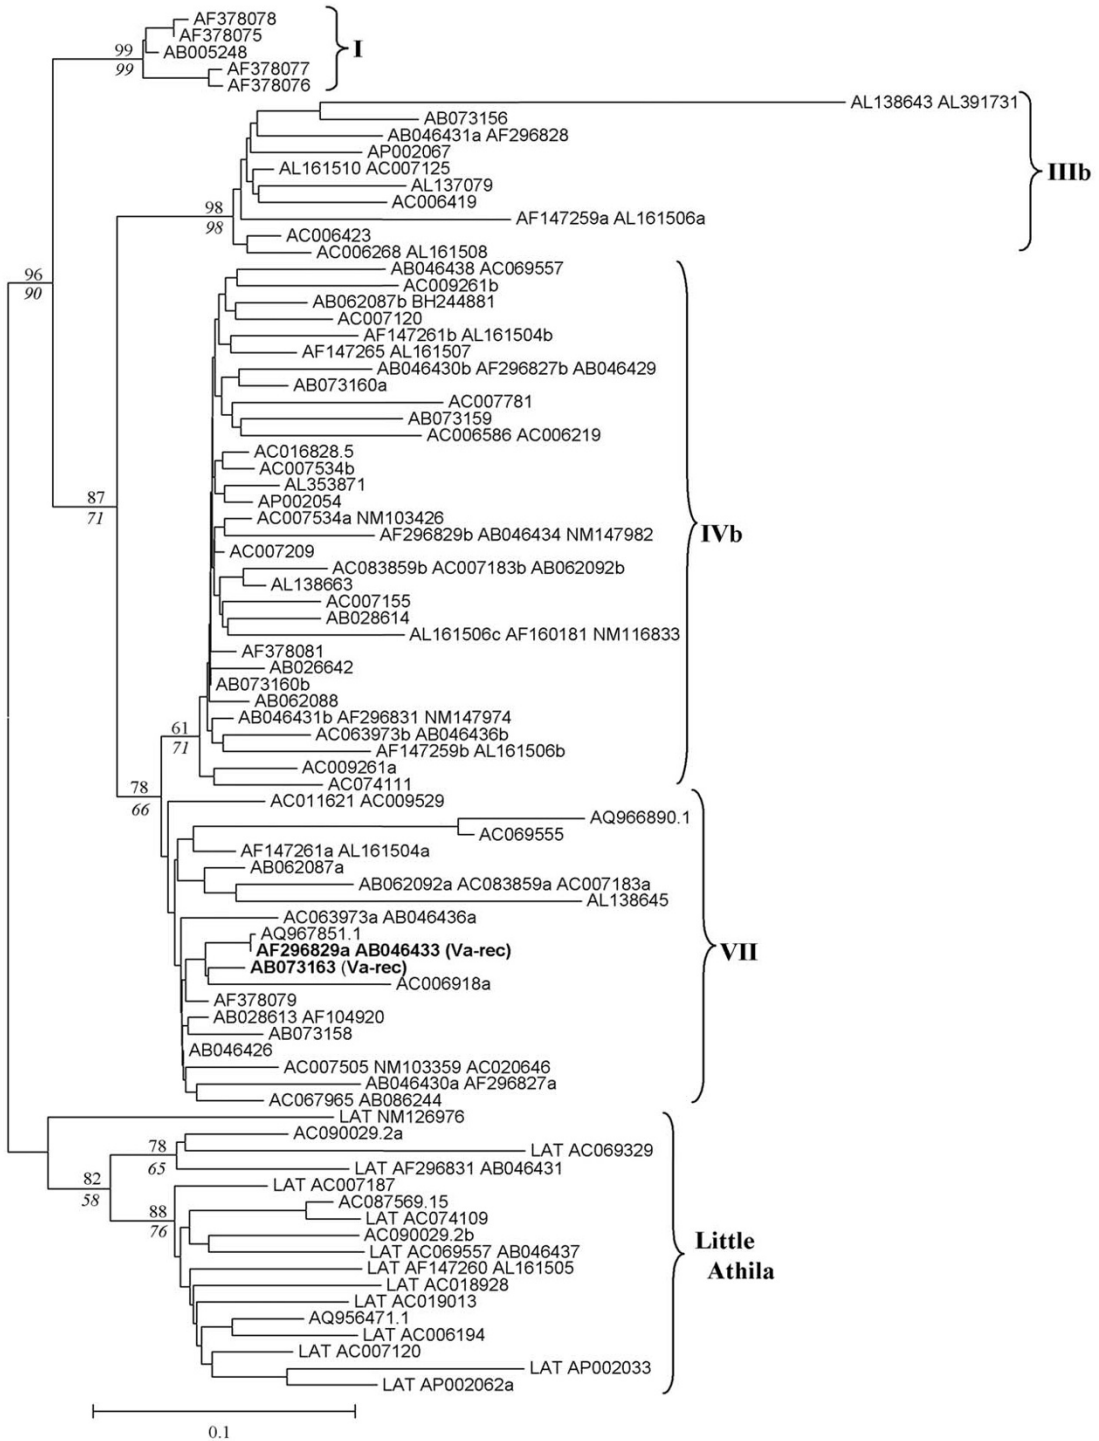 AF378078
AF378075
AB005248
AF378077
AF378076
99
99
I
AL138643 AL391731
AB073156
AB046431a AF296828
AP002067
AL161510 AC007125
AL137079
AC006419
AF147259a AL161506a
AC006423
AC006268 AL161508
98
98
IIIb
96
90
AB046438 AC069557
AC009261b
AB062087b BH244881
AC007120
AF147261b AL161504b
AF147265 AL161507
AB046430b AF296827b AB046429
AB073160a
AC007781
AB073159
AC006586 AC006219
AC016828.5
AC007534b
AL353871
AP002054
AC007534a NM103426
AF296829b AB046434 NM147982
AC007209
AC083859b AC007183b AB062092b
AL138663
AC007155
AB028614
AL161506c AF160181 NM116833
AF378081
AB026642
AB073160b
AB062088
AB046431b AF296831 NM147974
AC063973b AB046436b
AF147259b AL161506b
AC009261a
AC074111
87
71
61
71
IVb
78
66
AC011621 AC009529
AQ966890.1
AC069555
AF147261a AL161504a
AB062087a
AB062092a AC083859a AC007183a
AL138645
AC063973a AB046436a
AQ967851.1
AF296829a AB046433 (Va-rec)
AB073163 (Va-rec)
AC006918a
AF378079
AB028613 AF104920
AB073158
AB046426
AC007505 NM103359 AC020646
AB046430a AF296827a
AC067965 AB086244
VII
LAT NM126976
AC090029.2a
LAT AC069329
LAT AF296831 AB046431
78
65
82
58
LAT AC007187
AC087569.15
LAT AC074109
AC090029.2b
LAT AC069557 AB046437
LAT AF147260 AL161505
LAT AC018928
LAT AC019013
AQ956471.1
LAT AC006194
LAT AC007120
LAT AP002033
LAT AP002062a
88
76
Little
Athila
0.1